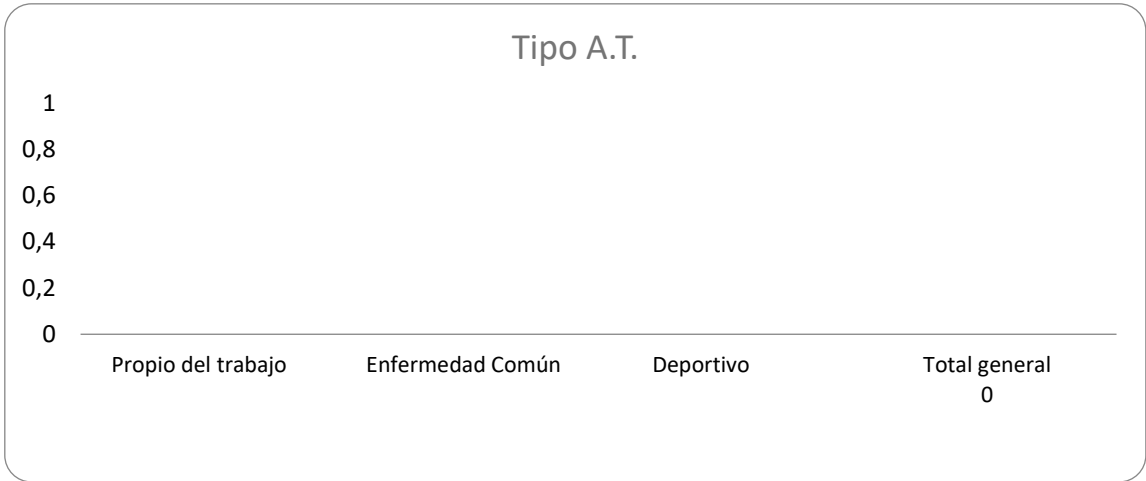 Tipo A.T.
1
0,8
0,6
0,4
0,2
0
Propio del trabajo
Enfermedad Común
Deportivo
Total general
0